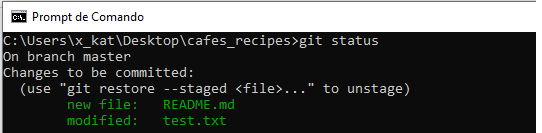 Prompt de Comando
C:\Users\x_kat\Desktop\cafes_recipes>git status
On branch master
Changes to be committed:
  (use "git restore --staged <file>..." to unstage)
        new file:   README.md
        modified:   test.txt